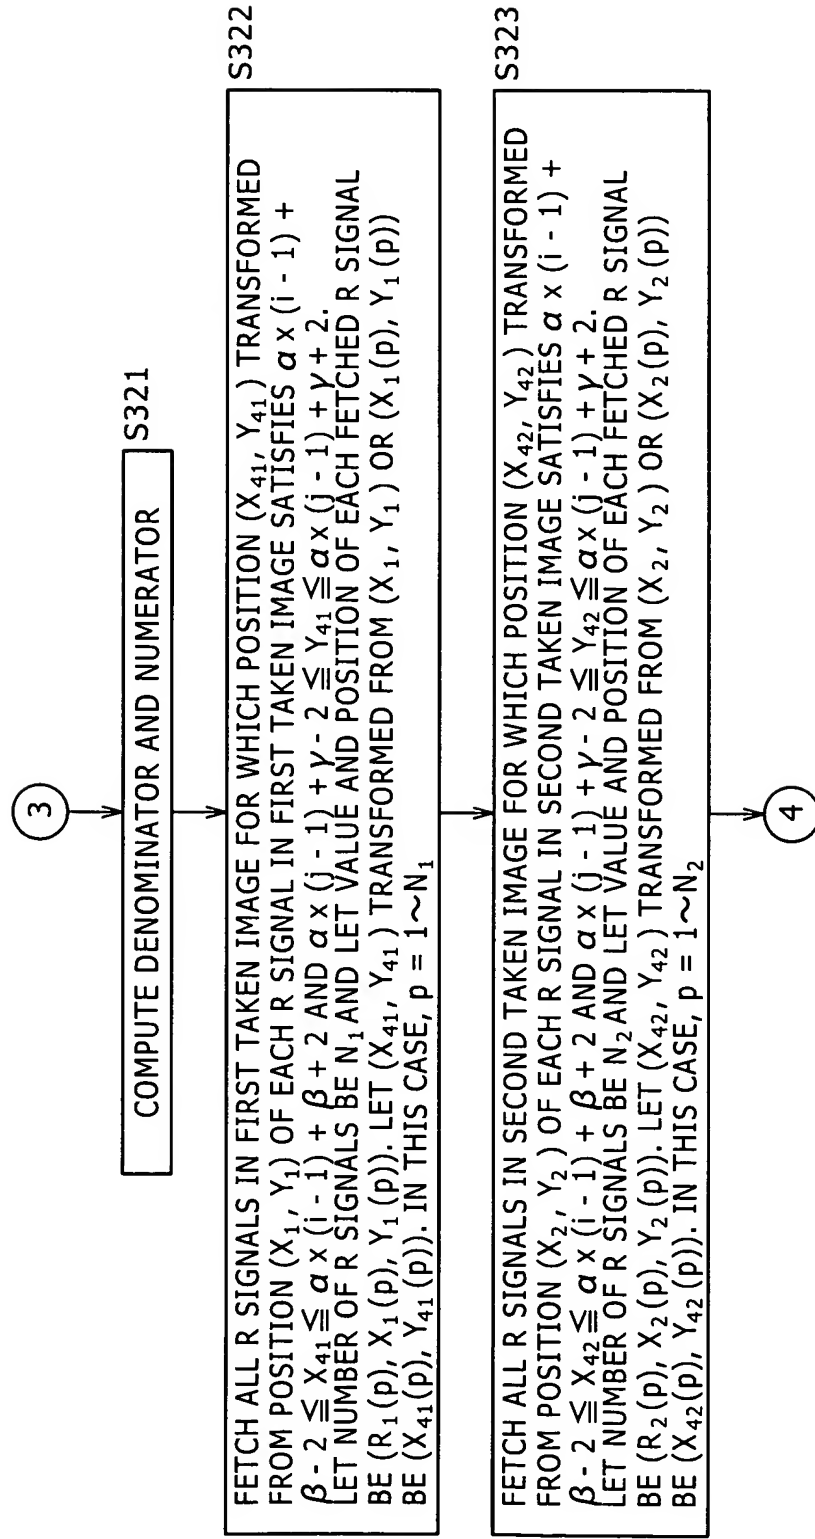 3
S321
COMPUTE DENOMINATOR AND NUMERATOR
S322
FETCH ALL R SIGNALS IN FIRST TAKEN IMAGE FOR WHICH POSITION (X₄₁, Y₄₁) TRANSFORMED
FROM POSITION (X₁, Y₁) OF EACH R SIGNAL IN FIRST TAKEN IMAGE SATISFIES α x (i - 1) +
β - 2 ≦ X₄₁ ≦ α x (i - 1) + β + 2 AND α x (j - 1) + γ - 2 ≦ Y₄₁ ≦ α x (j - 1) + γ + 2.
LET NUMBER OF R SIGNALS BE N₁ AND LET VALUE AND POSITION OF EACH FETCHED R SIGNAL
BE (R₁(p), X₁(p), Y₁(p)). LET (X₄₁, Y₄₁) TRANSFORMED FROM (X₁, Y₁) OR (X₁(p), Y₁(p))
BE (X₄₁(p), Y₄₁(p)). IN THIS CASE, p = 1~N₁
S323
FETCH ALL R SIGNALS IN SECOND TAKEN IMAGE FOR WHICH POSITION (X₄₂, Y₄₂) TRANSFORMED
FROM POSITION (X₂, Y₂) OF EACH R SIGNAL IN SECOND TAKEN IMAGE SATISFIES α x (i - 1) +
β - 2 ≦ X₄₂ ≦ α x (i - 1) + β + 2 AND α x (j - 1) + γ - 2 ≦ Y₄₂ ≦ α x (j - 1) + γ + 2.
LET NUMBER OF R SIGNALS BE N₂ AND LET VALUE AND POSITION OF EACH FETCHED R SIGNAL
BE (R₂(p), X₂(p), Y₂(p)). LET (X₄₂, Y₄₂) TRANSFORMED FROM (X₂, Y₂) OR (X₂(p), Y₂(p))
BE (X₄₂(p), Y₄₂(p)). IN THIS CASE, p = 1~N₂
4